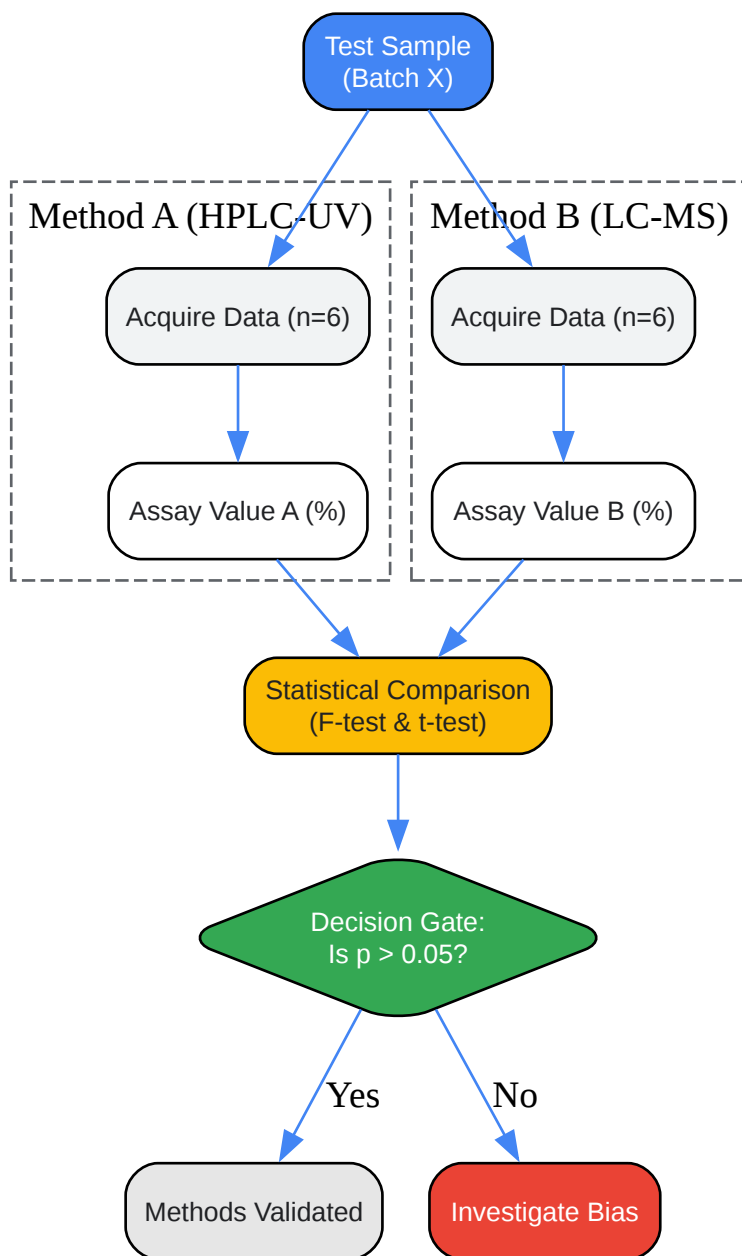 Test Sample
(Batch X)
Method A (HPLC-UV)
Method B (LC-MS)
Acquire Data (n=6)
Acquire Data (n=6)
Assay Value A (%)
Assay Value B (%)
Statistical Comparison
(F-test & t-test)
Decision Gate:
Is p > 0.05?
Yes
No
Methods Validated
Investigate Bias